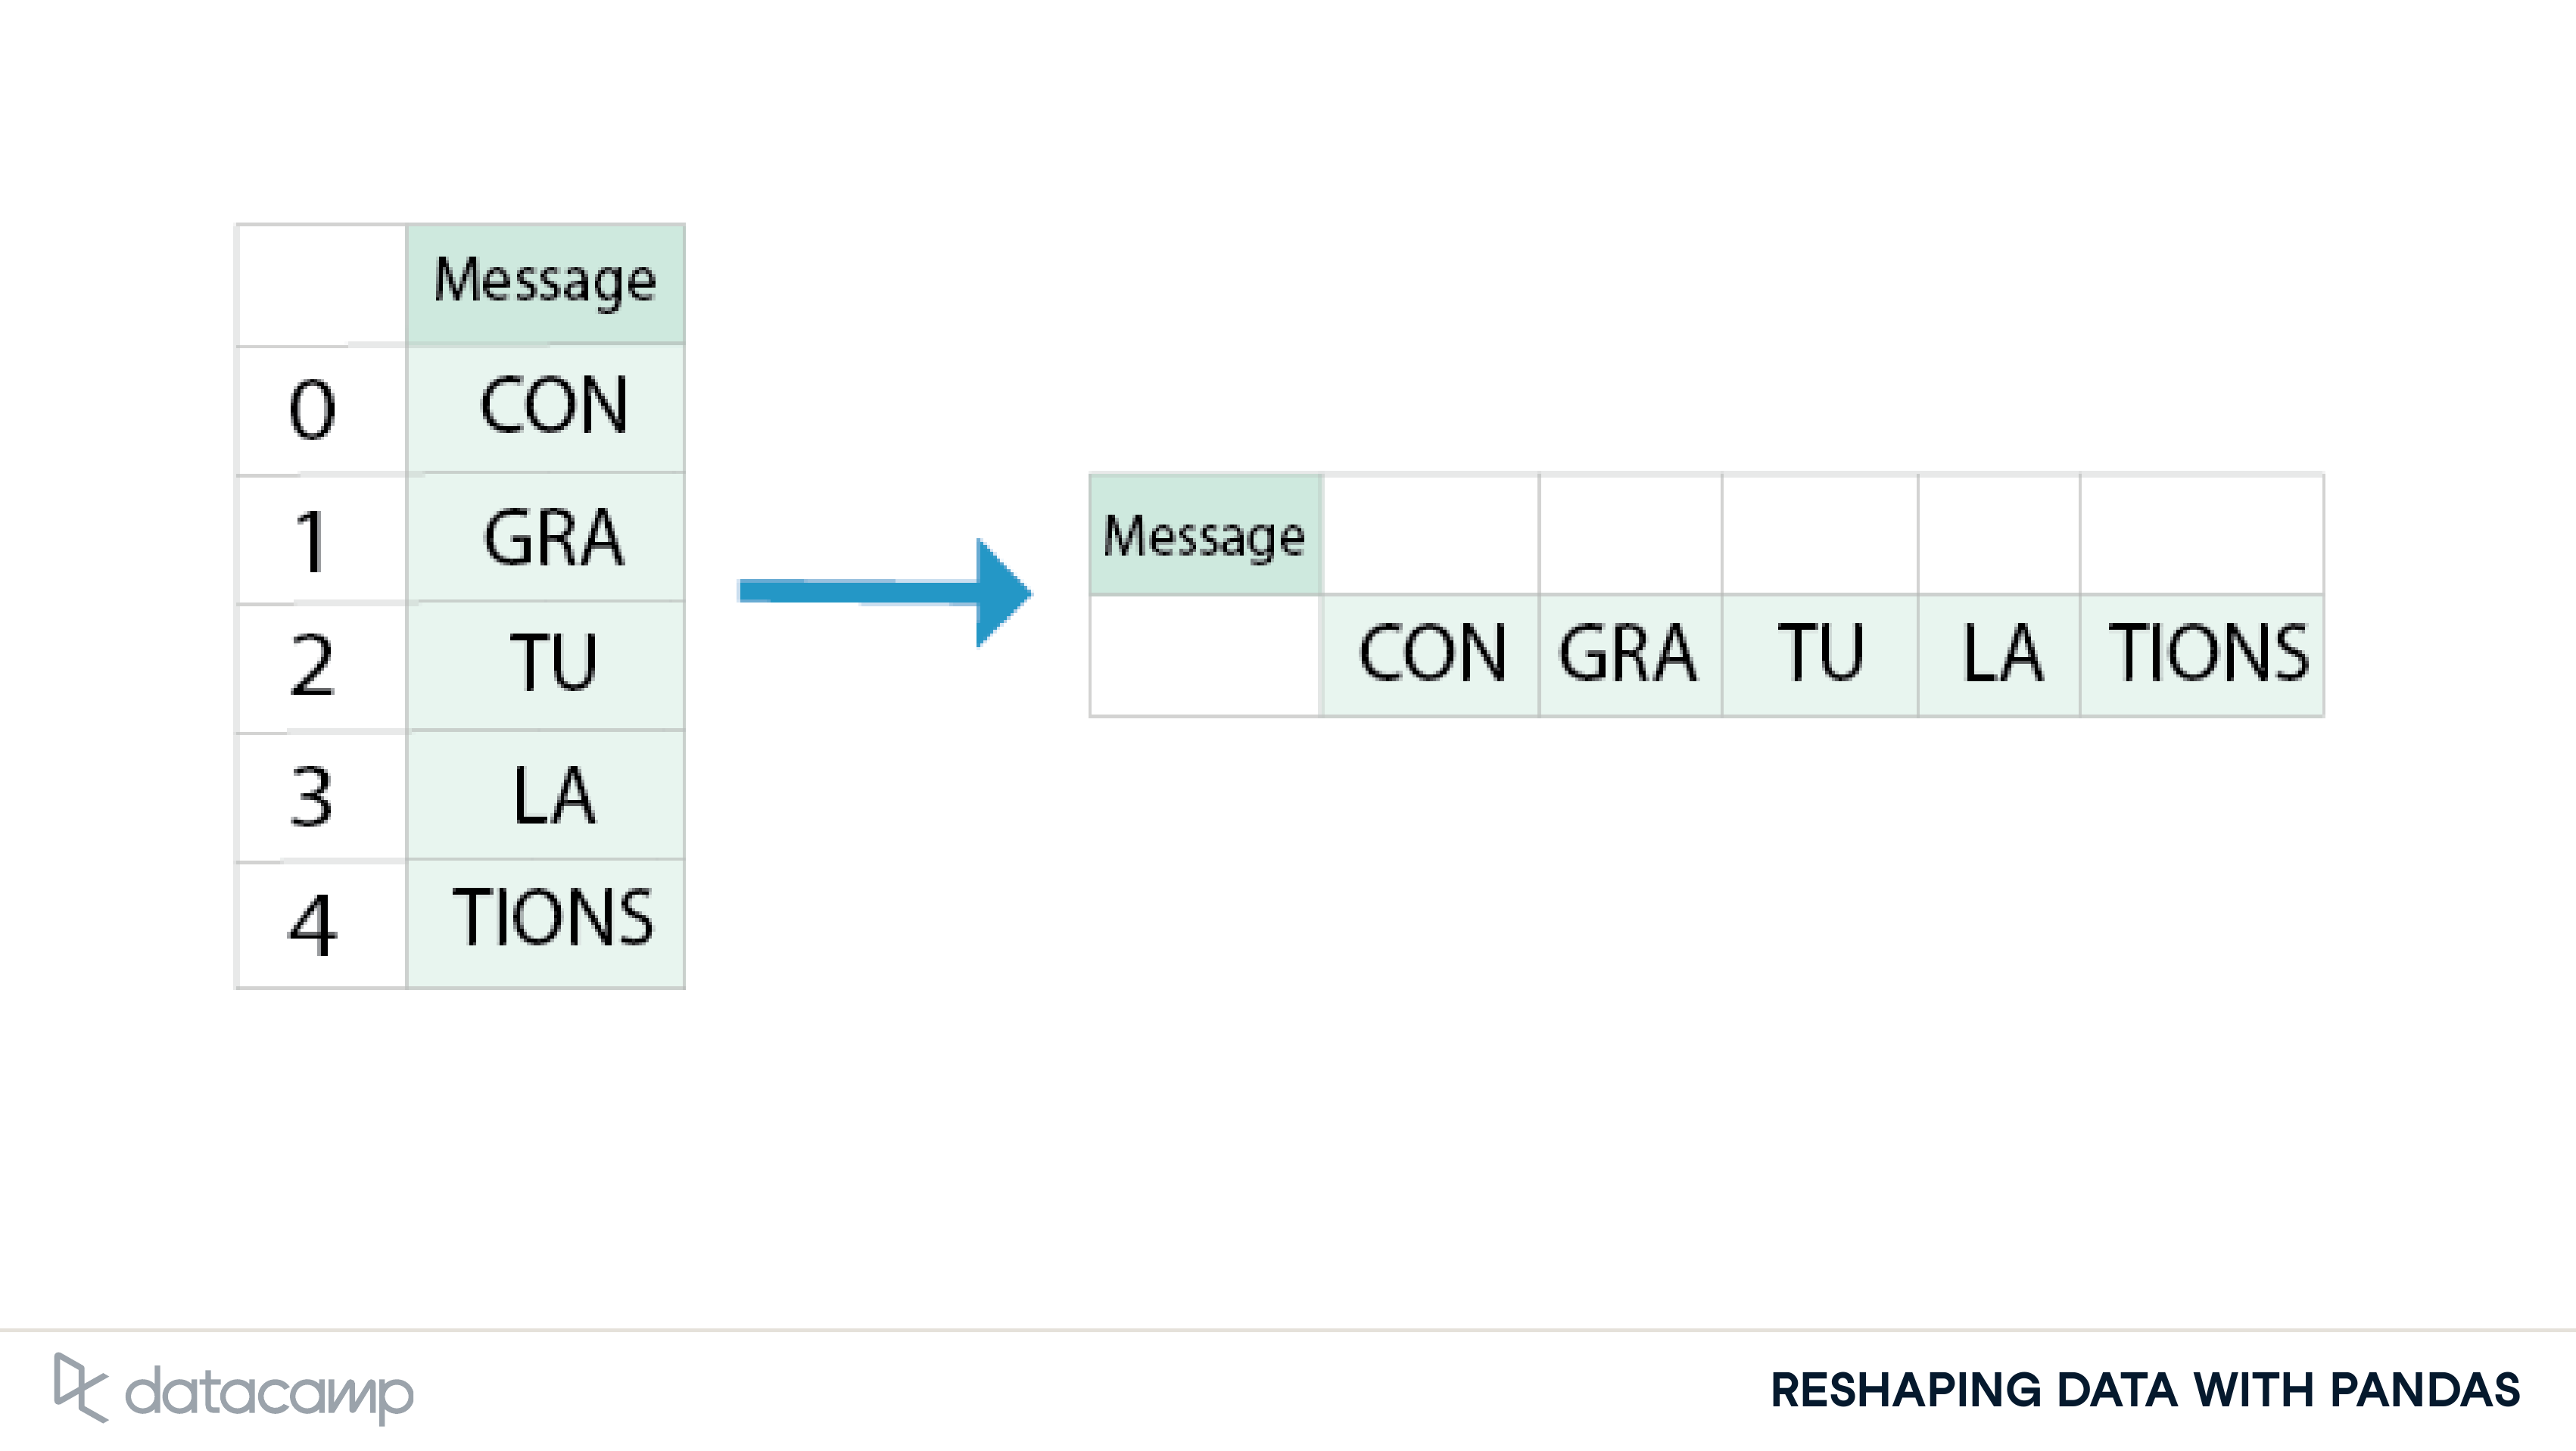 Message
0 CON
1 GRA
2 TU
3 LA
4 TIONS
Message
CON GRA TU LA TIONS
datacamp
RESHAPING DATA WITH PANDAS